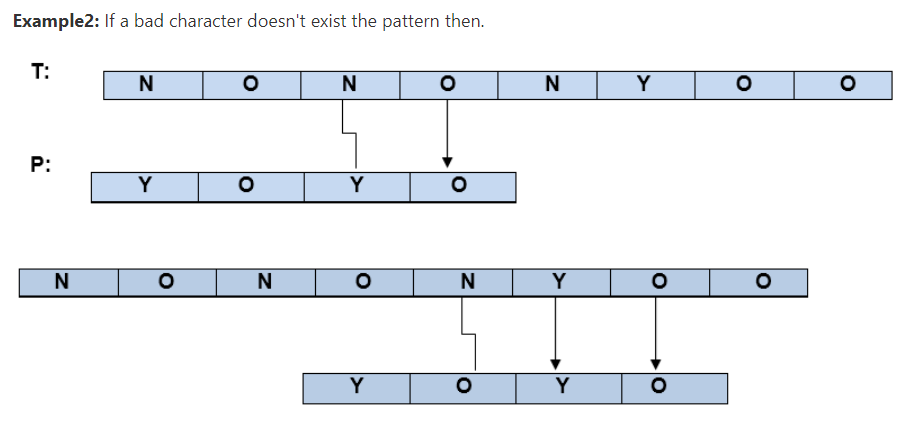 Example2: If a bad character doesn't exist the pattern then.
T: N O N O N Y O O
P: Y O Y O
N O N O N Y O O
Y O Y O